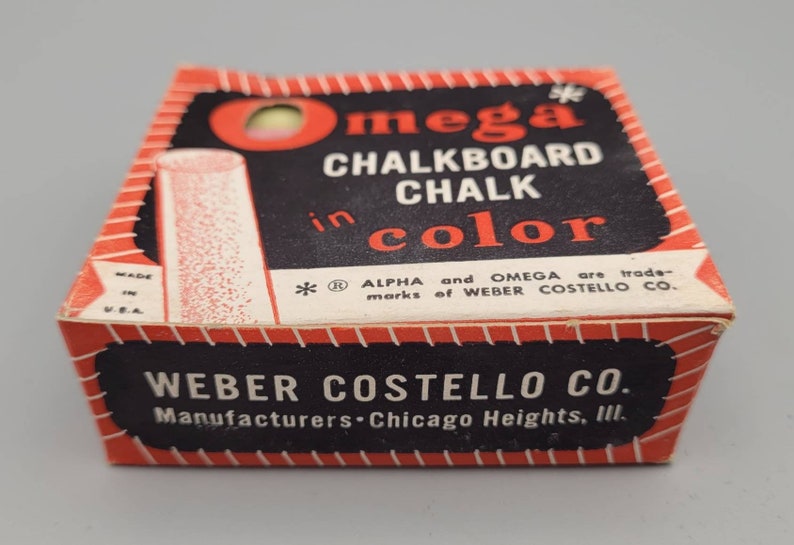 Omega*
CHALKBOARD
CHALK
in color
MADE
IN
U.S.A.
* ® ALPHA and OMEGA are trade-
marks of WEBER COSTELLO CO.
WEBER COSTELLO CO.
Manufacturers • Chicago Heights, Ill.